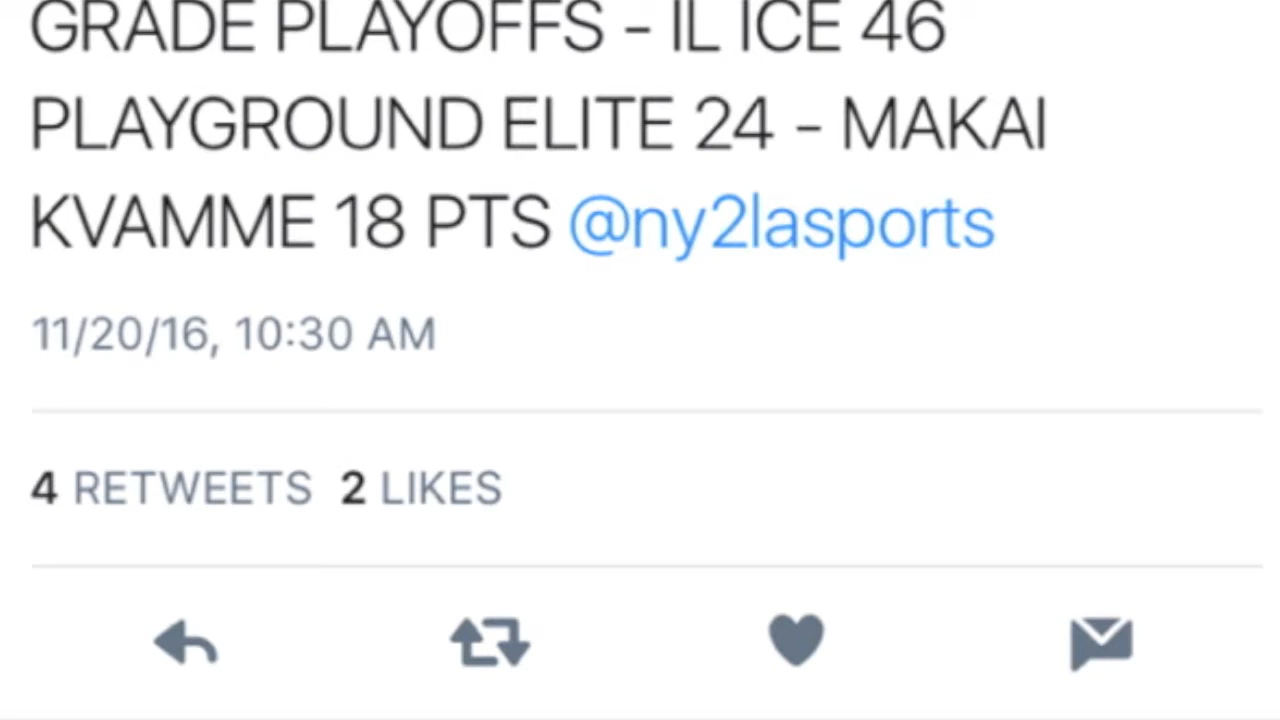 GRADE PLAYOFFS - IL ICE 46
PLAYGROUND ELITE 24 - MAKAI
KVAMME 18 PTS @ny2lasports
11/20/16, 10:30 AM
4 RETWEETS 2 LIKES